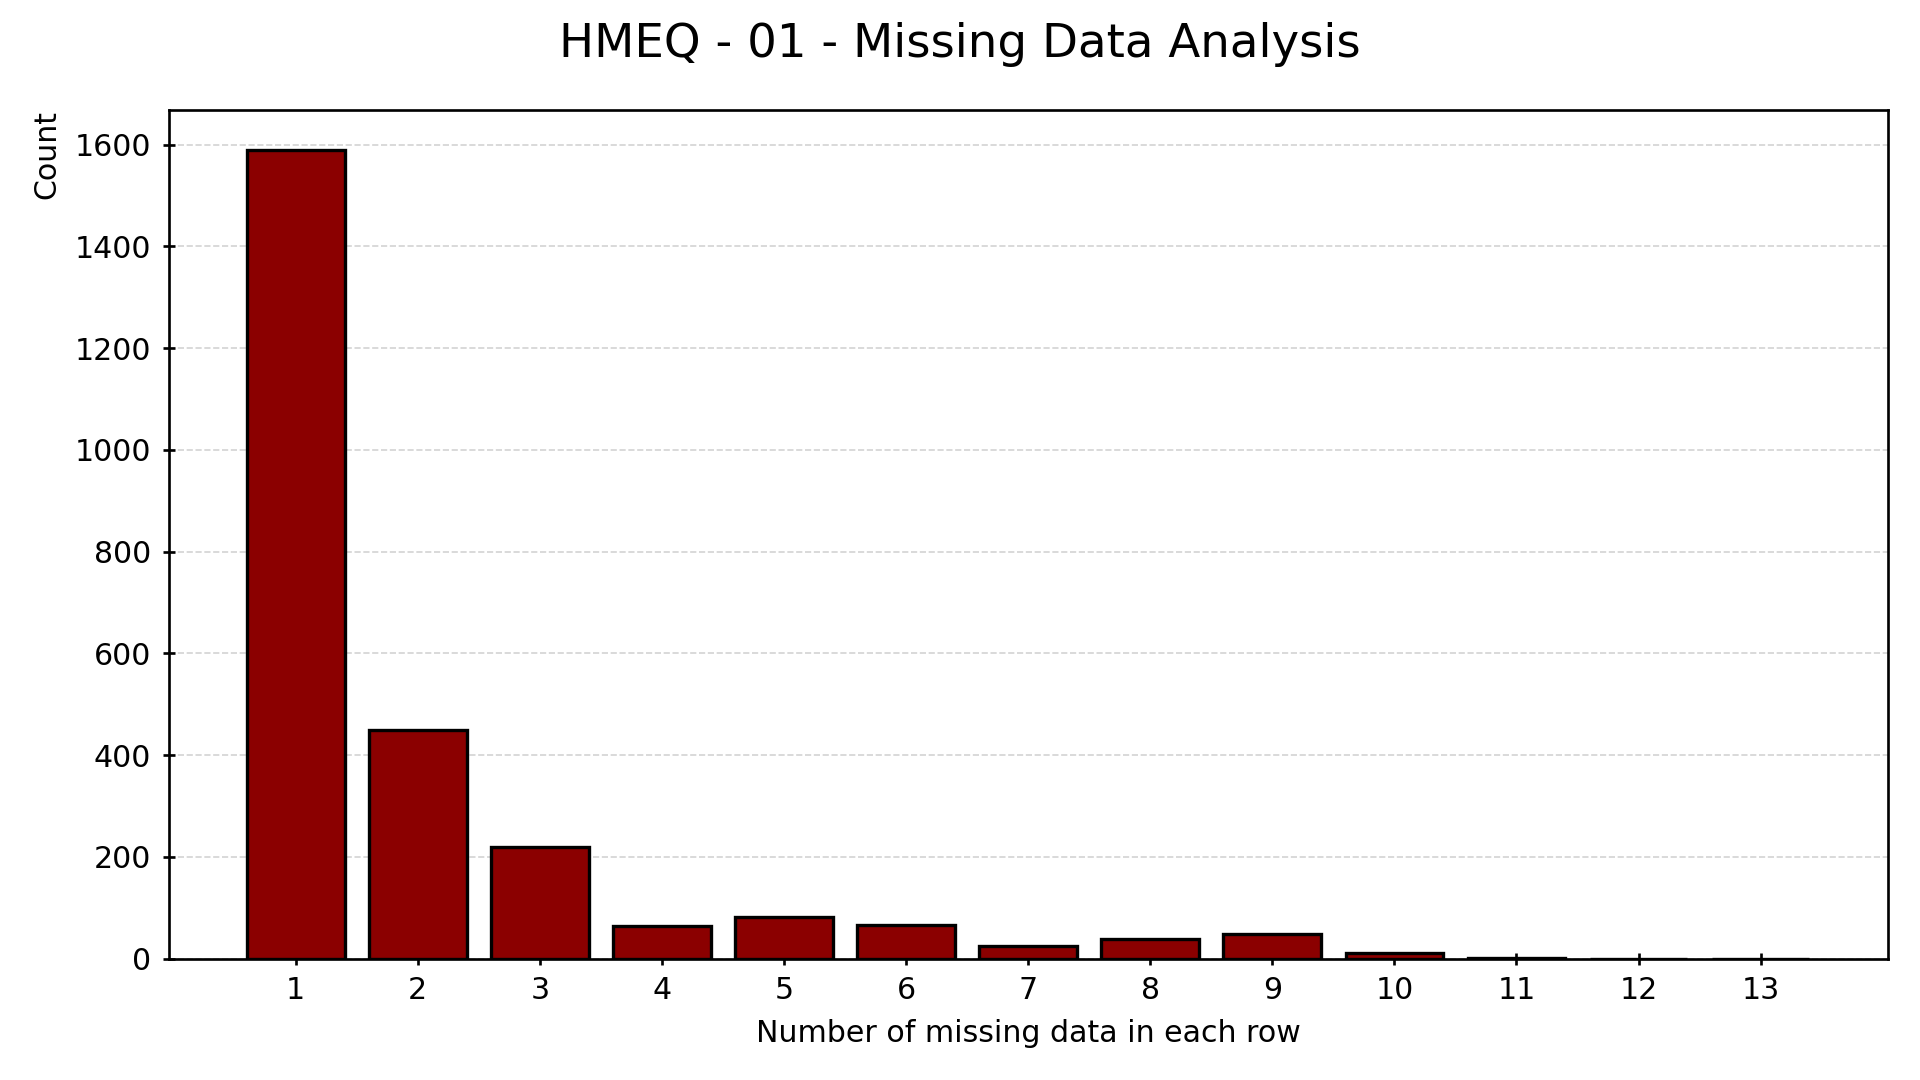 HMEQ - 01 - Missing Data Analysis
Count
1600
1400
1200
1000
800
600
400
200
0
1 2 3 4 5 6 7 8 9 10 11 12 13
Number of missing data in each row